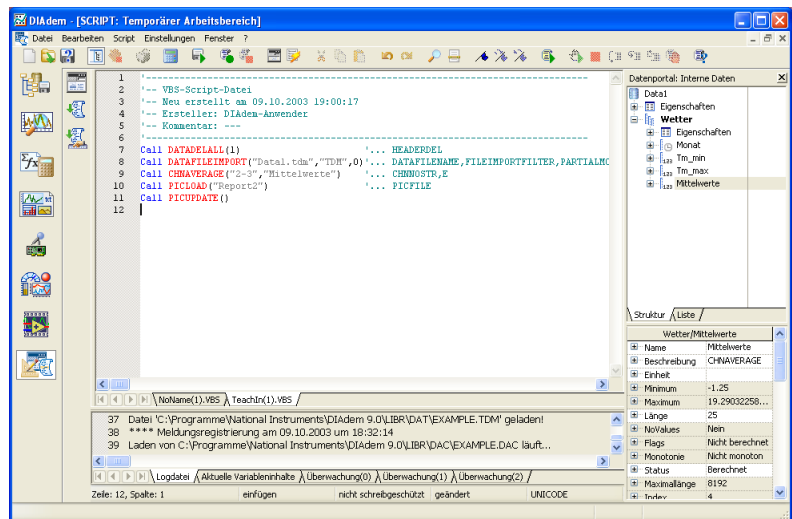 DIAdem - [SCRIPT: Temporärer Arbeitsbereich]
Datei Bearbeiten Script Einstellungen Fenster ?
1 '-----------------------------------------------------------------------
2 '-- VBS-Script-Datei
3 '-- Neu erstellt am 09.10.2003 19:00:17
4 '-- Ersteller: DIAdem-Anwender
5 '-- Kommentar: ---
6 '-----------------------------------------------------------------------
7 Call DATADELALL(1) '... HEADERDEL
8 Call DATAFILEIMPORT("Data1.tdm","TDM",0)'... DATAFILENAME,FILEIMPORTFILTER,PARTIALMO
9 Call CHNAVERAGE("2-3","Mittelwerte") '... CHNNOSTR,E
10 Call PICLOAD("Report2") '... PICFILE
11 Call PICUPDATE()
12
NoName(1).VBS TeachIn(1).VBS
37 Datei 'C:\Programme\National Instruments\DIAdem 9.0\LIBR\DAT\EXAMPLE.TDM' geladen!
38 **** Meldungsregistrierung am 09.10.2003 um 18:32:14
39 Laden von C:\Programme\National Instruments\DIAdem 9.0\LIBR\DAC\EXAMPLE.DAC läuft...
Logdatei Aktuelle Variableninhalte Überwachung(0) Überwachung(1) Überwachung(2)
Zeile: 12, Spalte: 1 einfügen nicht schreibgeschützt geändert UNICODE
Datenportal: Interne Daten
Data1
Eigenschaften
Wetter
Eigenschaften
Monat
Tm_min
Tm_max
Mittelwerte
Struktur Liste
Wetter/Mittelwerte
Name Mittelwerte
Beschreibung CHNAVERAGE
Einheit
Minimum -1.25
Maximum 19.29032258...
Länge 25
NoValues Nein
Flags Nicht berechnet
Monotonie Nicht monoton
Status Berechnet
Maximallänge 8192
Index 4